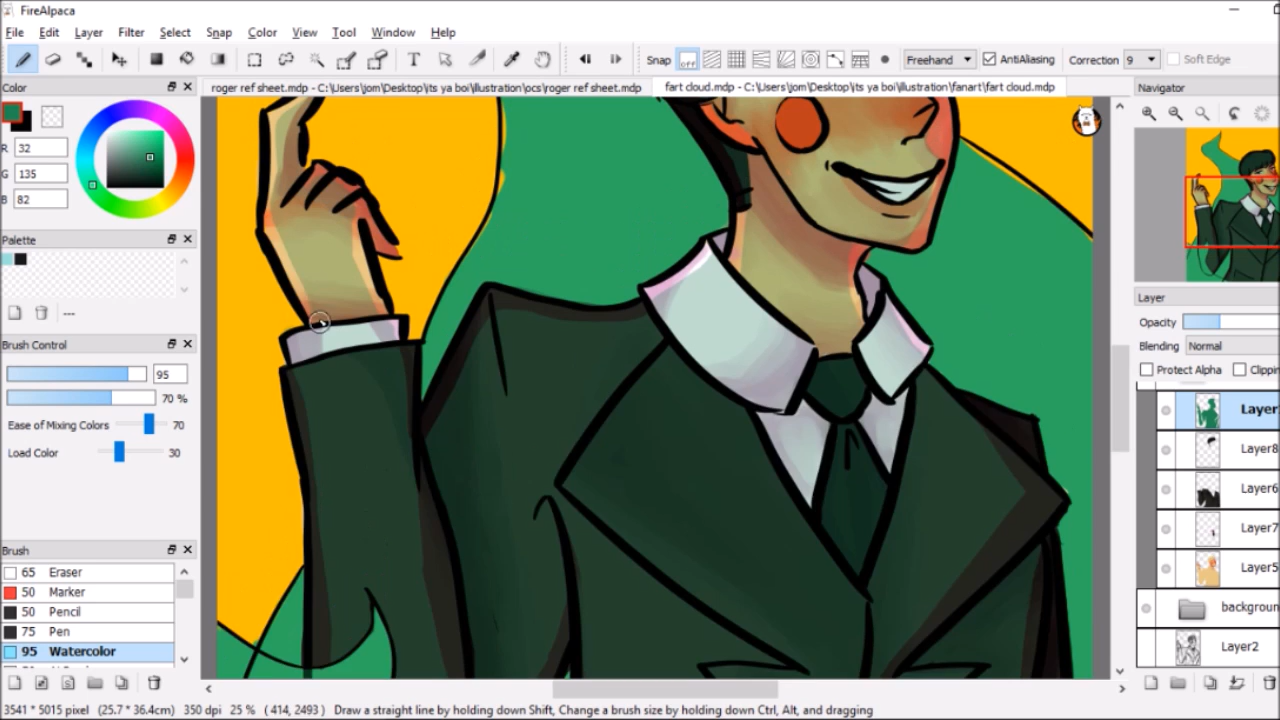 FireAlpaca
File Edit Layer Filter Select Snap Color View Tool Window Help
Snap off Freehand AntiAliasing Correction 9 Soft Edge
Color
roger ref sheet.mdp - C:\Users\jom\Desktop\its ya boi\illustration\ocs\roger ref sheet.mdp
fart cloud.mdp - C:\Users\jom\Desktop\its ya boi\illustration\fanart\fart cloud.mdp
Navigator
R 32
G 135
B 82
Palette
---
Layer
Opacity
Blending Normal
Protect Alpha Clippin
Brush Control
95
70 %
Ease of Mixing Colors 70
Load Color 30
Layer
Layer8
Layer6
Layer7
Layer5
backgroun
Layer2
Brush
65 Eraser
50 Marker
50 Pencil
75 Pen
95 Watercolor
3541 * 5015 pixel (25.7 * 36.4cm) 350 dpi 25 % ( 414, 2493 ) Draw a straight line by holding down Shift, Change a brush size by holding down Ctrl, Alt, and dragging